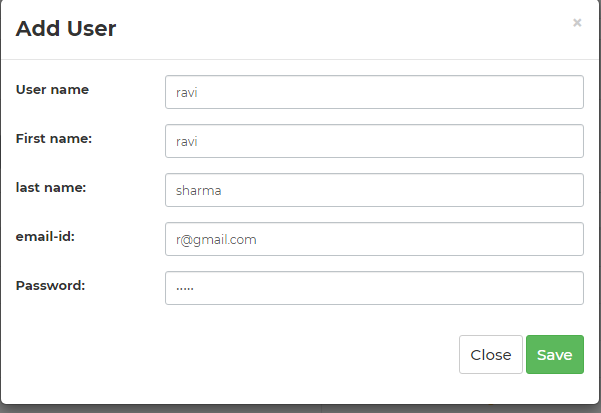 Add User
×
User name ravi
First name: ravi
last name: sharma
email-id: r@gmail.com
Password: •••••
Close Save